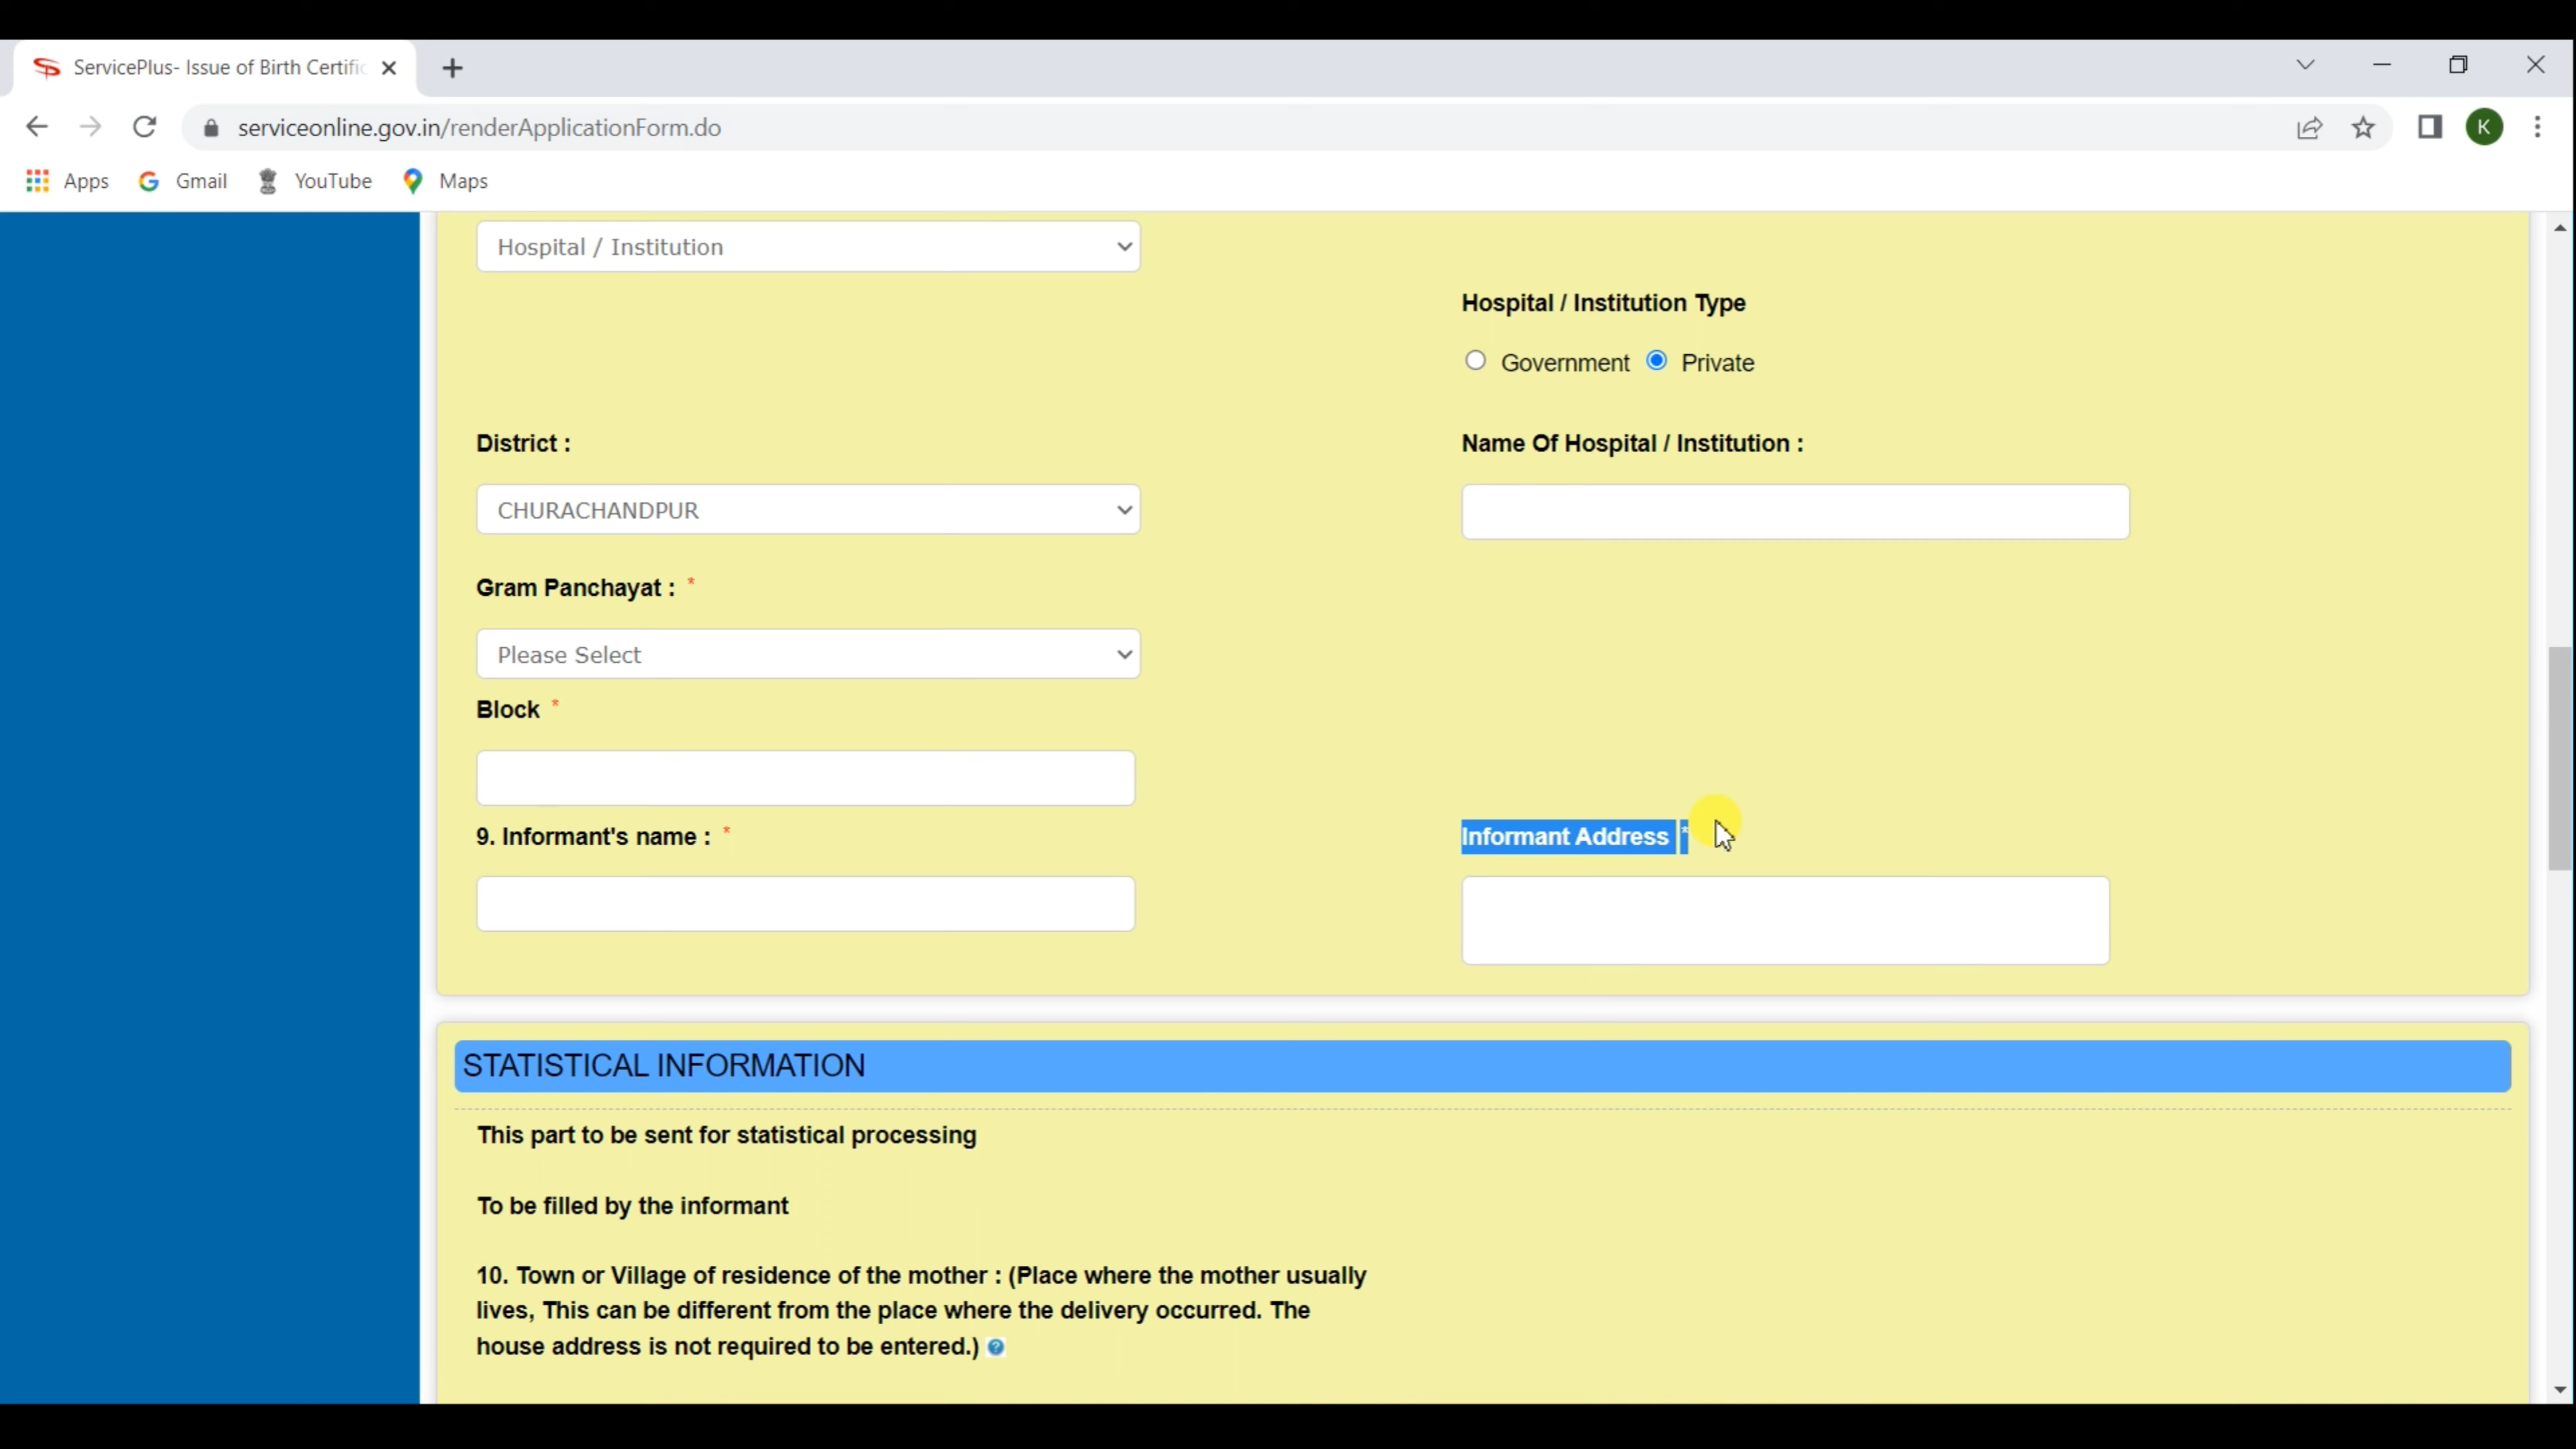 ServicePlus- Issue of Birth Certific
serviceonline.gov.in/renderApplicationForm.do
K
Apps Gmail YouTube Maps
Hospital / Institution
Hospital / Institution Type
Government Private
District : Name Of Hospital / Institution :
CHURACHANDPUR
Gram Panchayat : *
Please Select
Block *
9. Informant's name : * Informant Address *
STATISTICAL INFORMATION
This part to be sent for statistical processing
To be filled by the informant
10. Town or Village of residence of the mother : (Place where the mother usually
lives, This can be different from the place where the delivery occurred. The
house address is not required to be entered.) ?